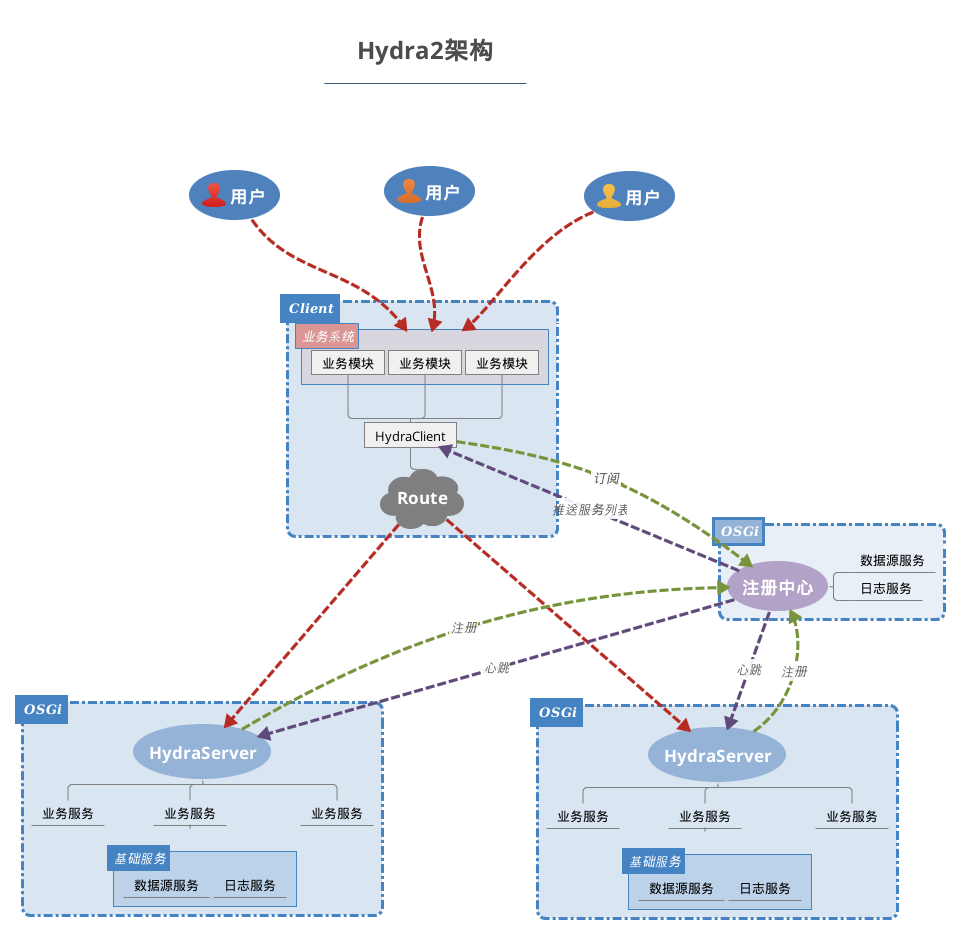 Hydra2架构
用户
用户
用户
Client
业务系统
业务模块
业务模块
业务模块
HydraClient
Route
订阅
推送服务列表
OSGi
注册中心
数据源服务
日志服务
注册
心跳
心跳
注册
OSGi
HydraServer
业务服务
业务服务
业务服务
基础服务
数据源服务
日志服务
OSGi
HydraServer
业务服务
业务服务
业务服务
基础服务
数据源服务
日志服务